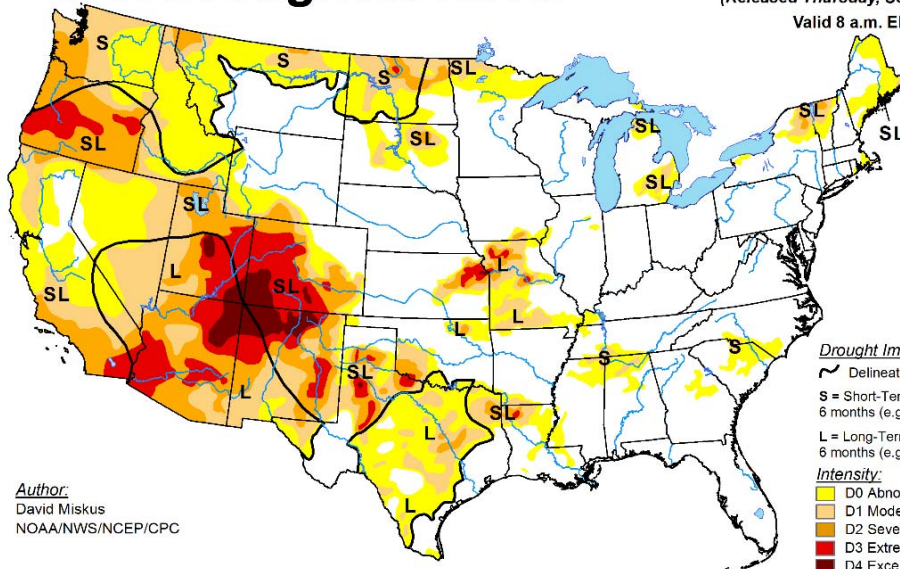 (Released Thursday,
Valid 8 a.m.
S
S
SL
S
SL
SL
SL
SL
SL
SL
SL
SL
L
SL
L
L
L
S
S
SL
L
SL
L
L
Drought
Delineat
S = Short-Ter
6 months (e.g
L = Long-Term
6 months (e.g
Intensity:
D0 Abno
D1 Mode
D2 Seve
D3 Extre
D4 Exce
Author:
David Miskus
NOAA/NWS/NCEP/CPC